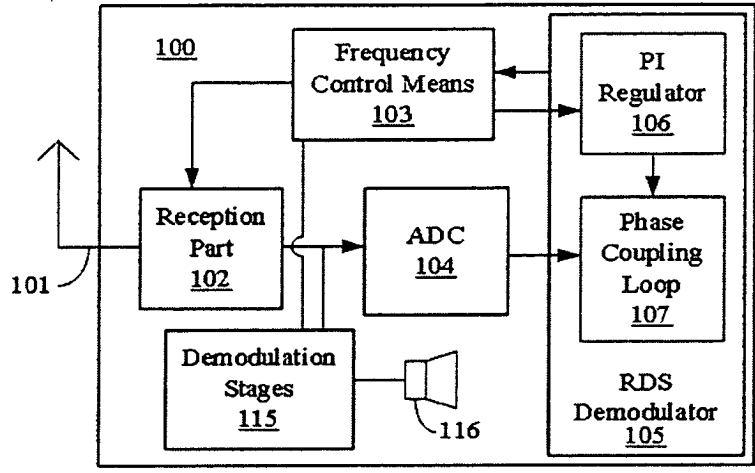 100
Frequency
Control Means
103
PI
Regulator
106
Reception
Part
102
ADC
104
Phase
Coupling
Loop
107
101
Demodulation
Stages
115
116
RDS
Demodulator
105